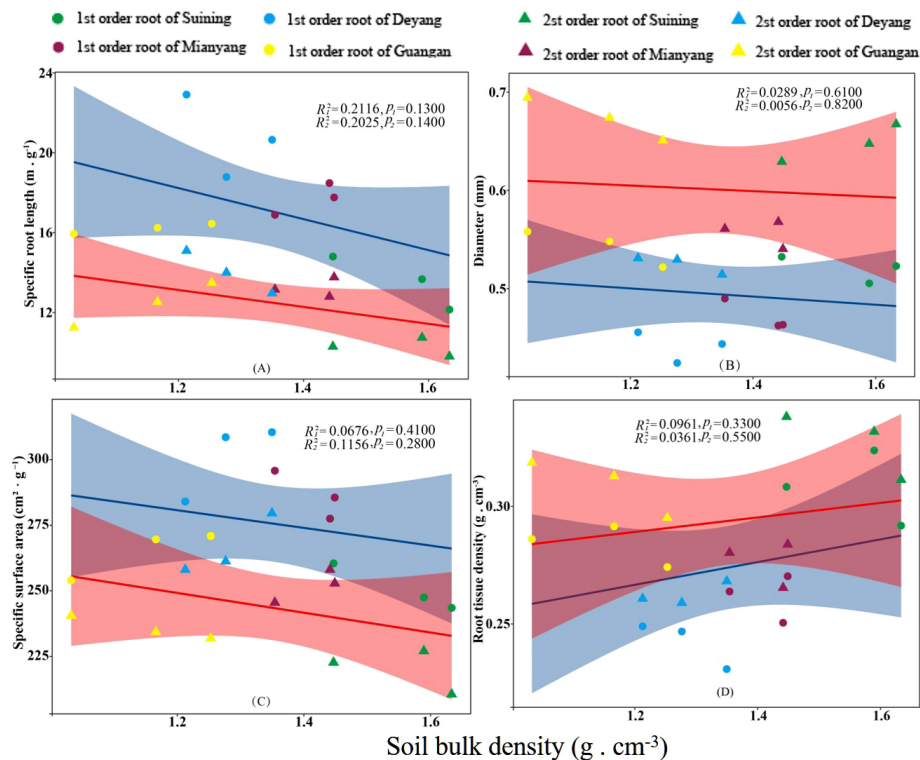 1st order root of Suining 1st order root of Deyang 2st order root of Suining 2st order root of Deyang
1st order root of Mianyang 1st order root of Guangan 2st order root of Mianyang 2st order root of Guangan
24
20
16
12
Specific root length (m . g⁻¹)
R₁²=0.2116, p₁=0.1300
R₂²=0.2025, p₂=0.1400
(A)
1.2 1.4 1.6
0.7
0.6
0.5
Diameter (mm)
R₁²=0.0289, p₁=0.6100
R₂²=0.0056, p₂=0.8200
(B)
1.2 1.4 1.6
300
275
250
225
Specific surface area (cm² · g⁻¹)
R₁²=0.0676, p₁=0.4100
R₂²=0.1156, p₂=0.2800
(C)
1.2 1.4 1.6
0.30
0.25
Root tissue density (g . cm⁻³)
R₁²=0.0961, p₁=0.3300
R₂²=0.0361, p₂=0.5500
(D)
1.2 1.4 1.6
Soil bulk density (g . cm⁻³)